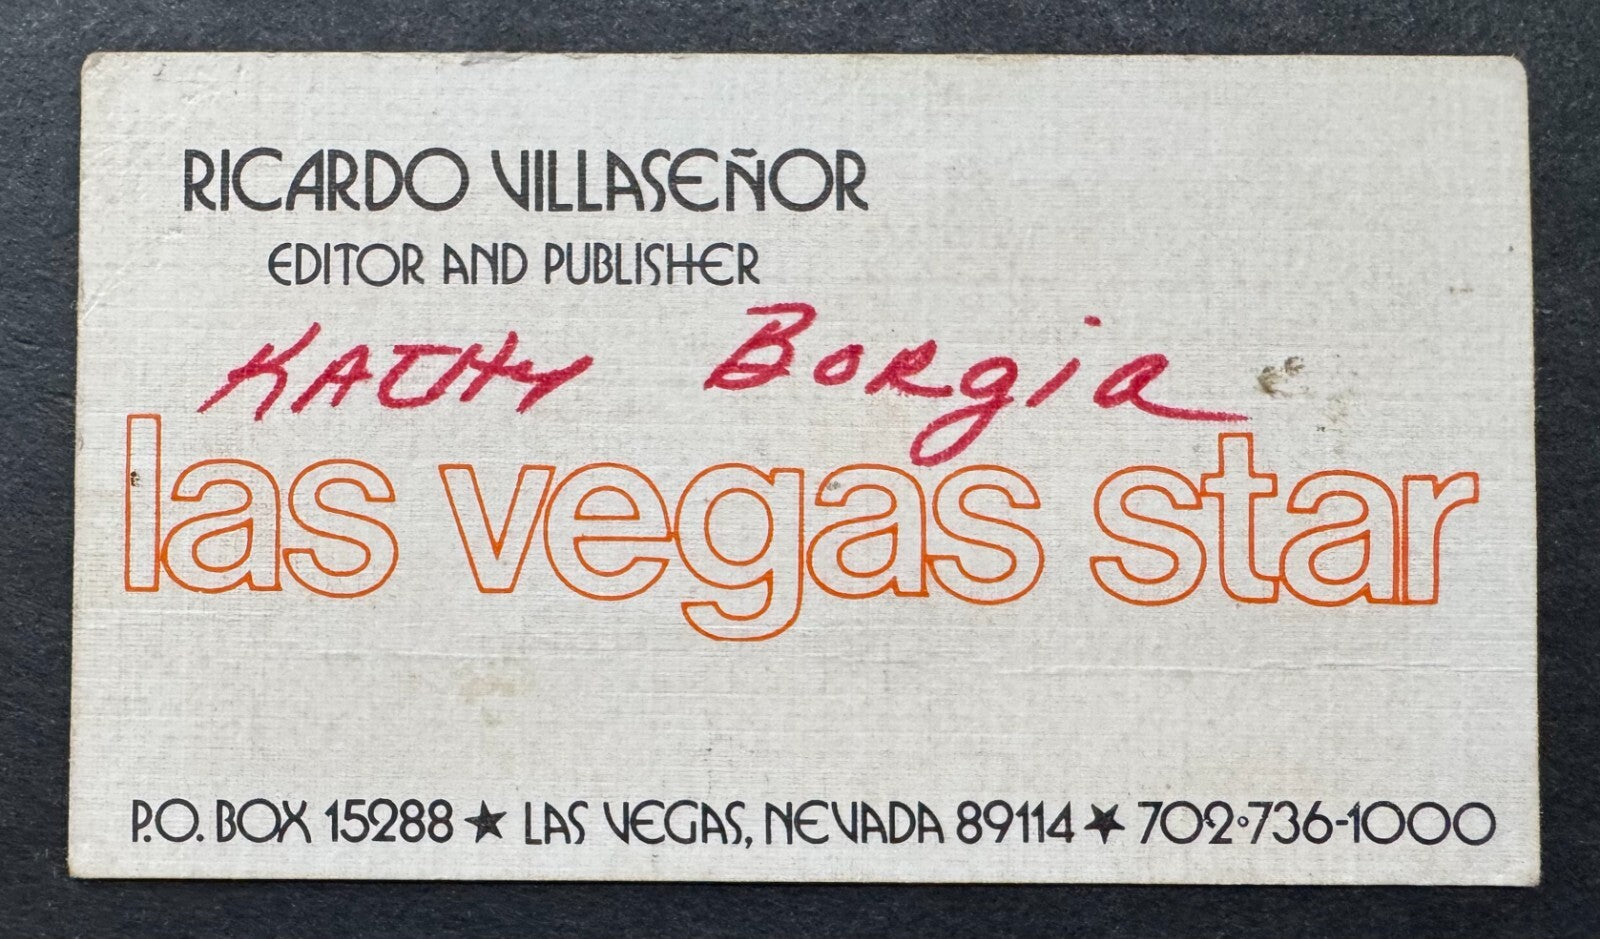 RICARDO VILLASEÑOR
EDITOR AND PUBLISHER
KATHY Borgia
las vegas star
P.O. BOX 15288 ★ LAS VEGAS, NEVADA 89114 ★ 702•736-1000